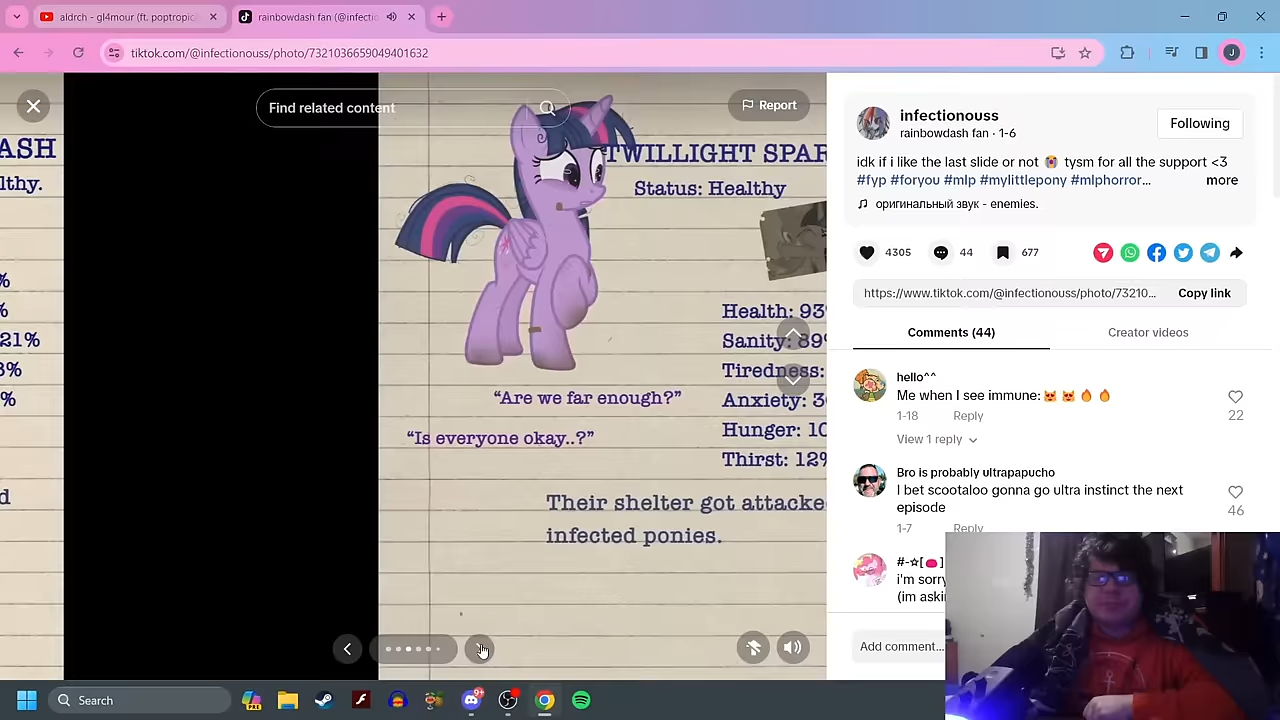 aldrch - gl4mour (ft. poptropic
rainbowdash fan (@infectio
tiktok.com/@infectionouss/photo/7321036659049401632
J
Find related content
Report
ASH
lthy.
%
%
21%
3%
%
d
TWILLIGHT SPAR
Status: Healthy
Health: 93%
Sanity: 89%
Tiredness:
Anxiety: 3
Hunger: 10
Thirst: 12%
“Are we far enough?”
“Is everyone okay..?”
Their shelter got attacke
infected ponies.
infectionouss
rainbowdash fan · 1-6
Following
idk if i like the last slide or not 😭 tysm for all the support <3
#fyp #foryou #mlp #mylittlepony #mlphorror...
more
оригинальный звук - enemies.
4305
44
677
https://www.tiktok.com/@infectionouss/photo/73210...
Copy link
Comments (44)
Creator videos
hello^^
Me when I see immune:😼 😼 🔥 🔥
1-18 Reply
22
View 1 reply
Bro is probably ultrapapucho
I bet scootaloo gonna go ultra instinct the next
episode
1-7 Reply
46
#-☆[👛]
i'm sorry
(im aski
Add comment...
Search